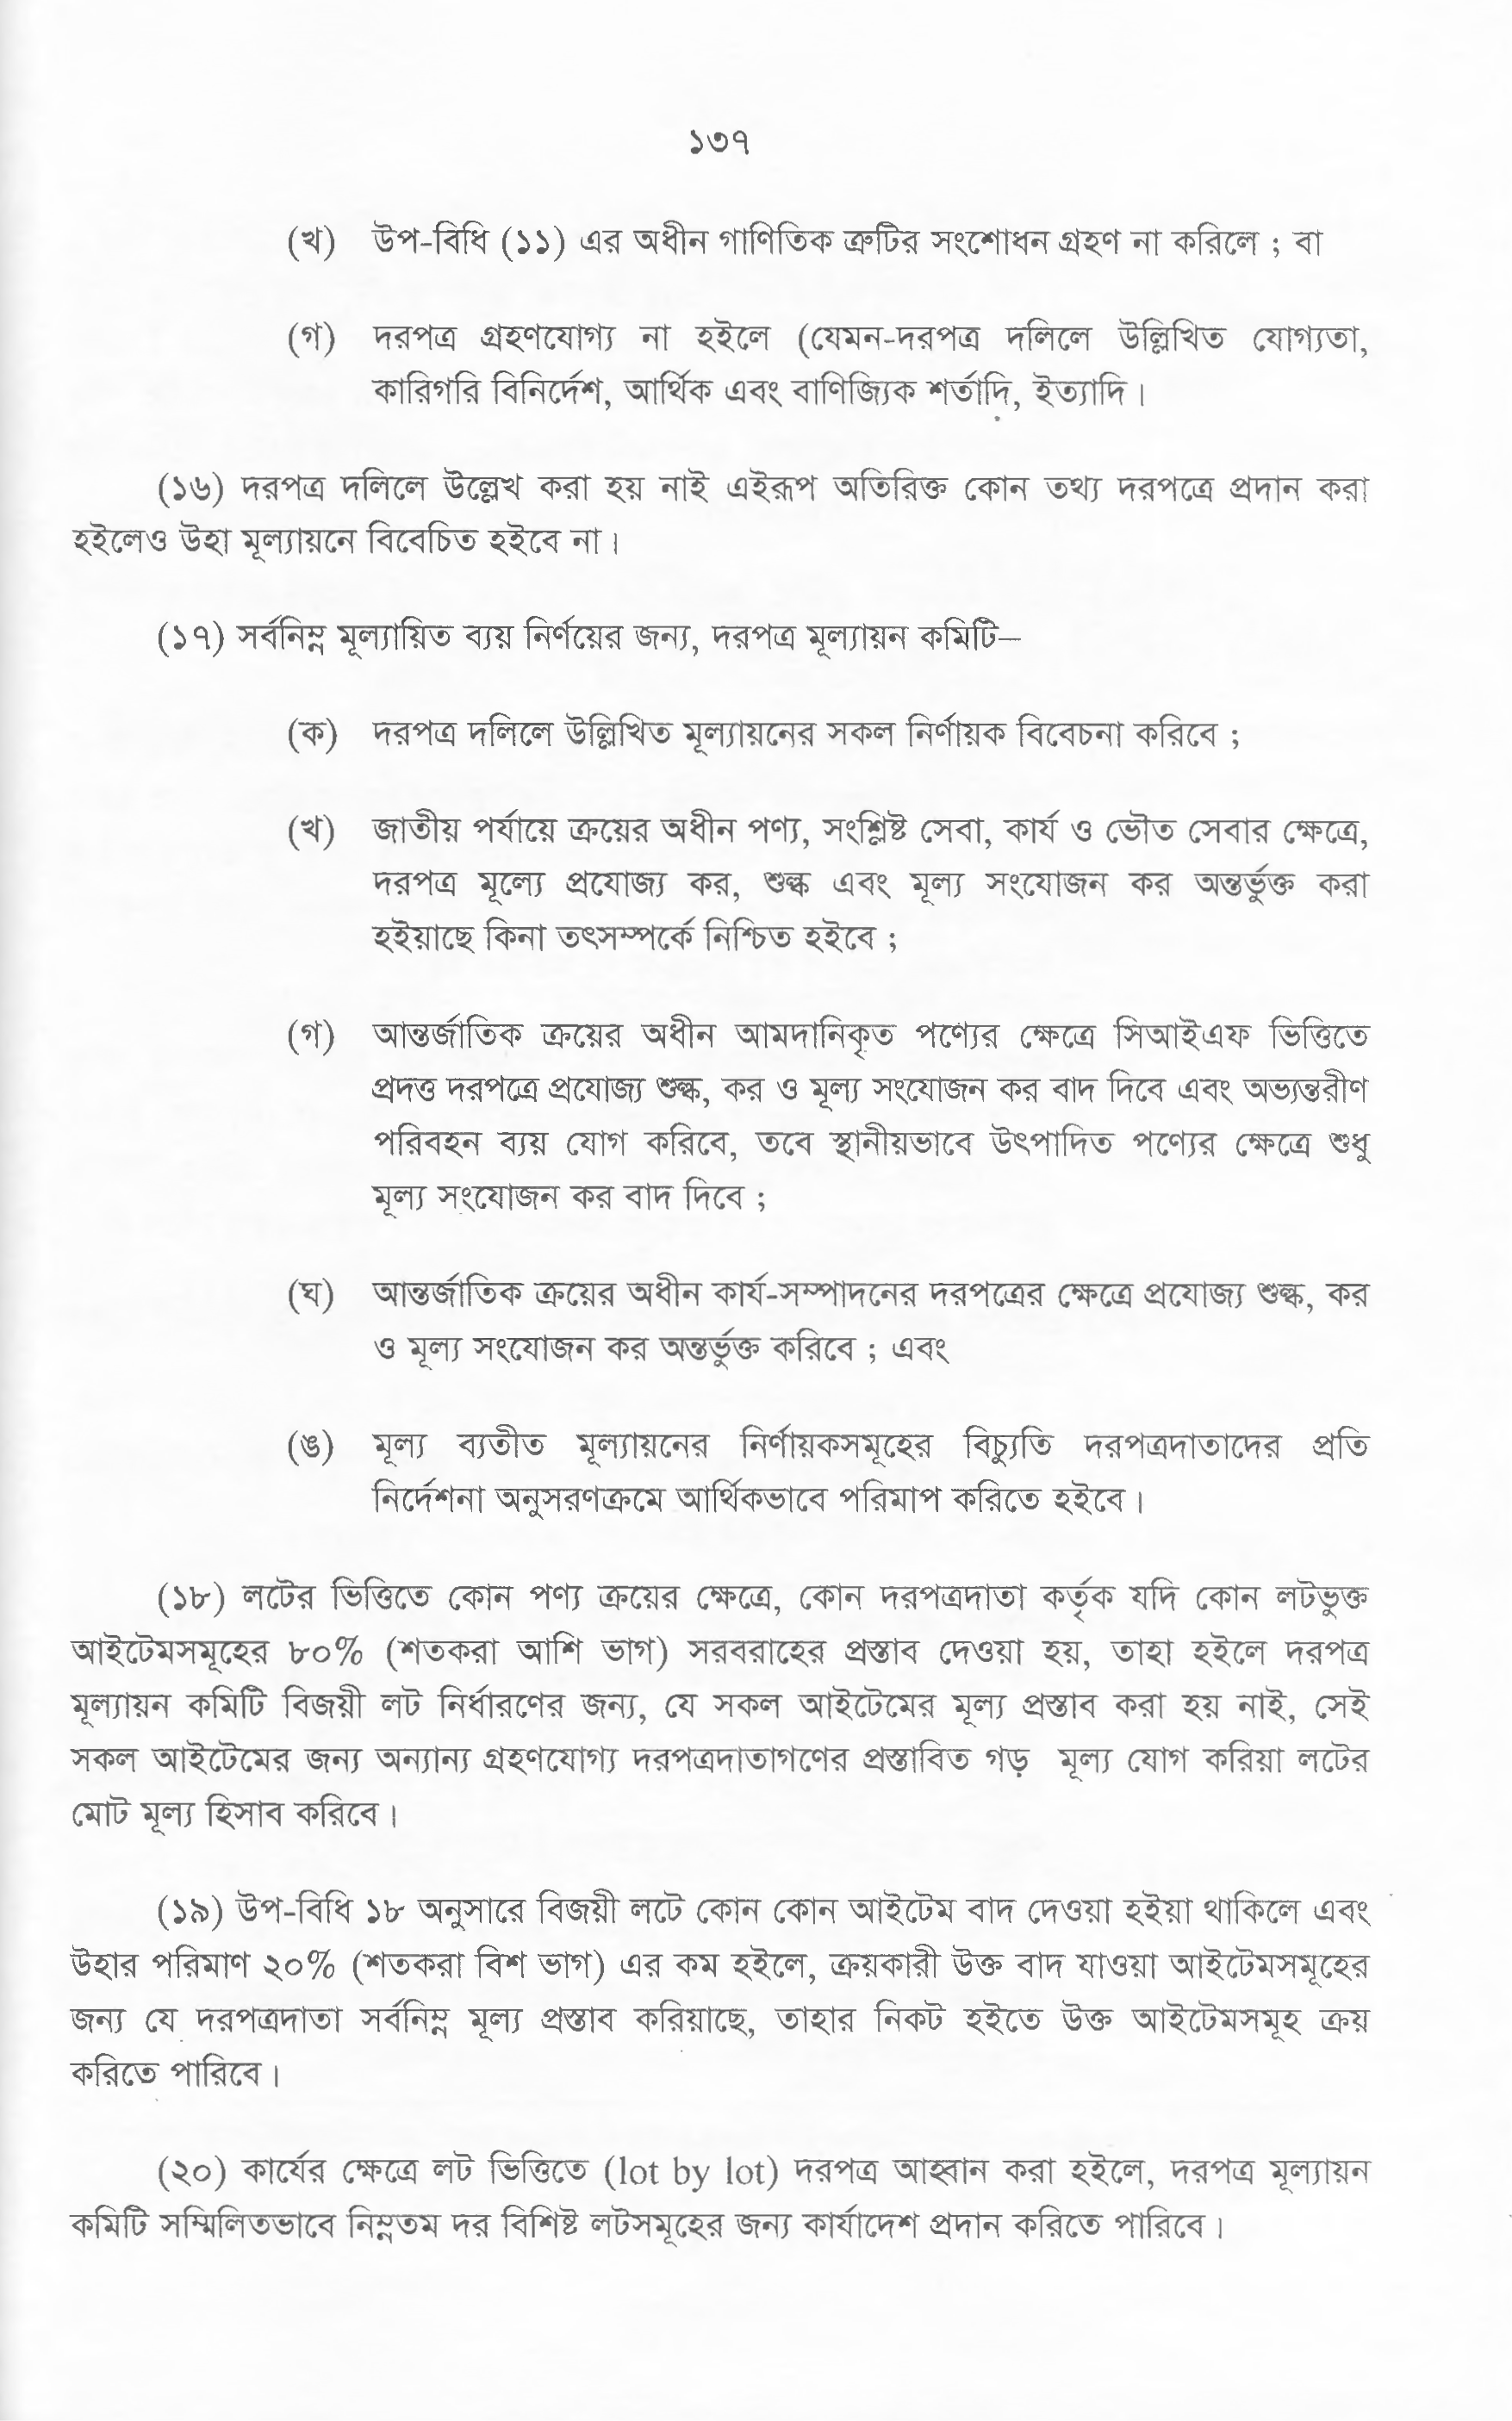 ১৩৭
(খ) উপ-বিধি (১১) এর অধীন গাণিতিক ত্রুটির সংশোধন গ্রহণ না করিলে ; বা
(গ) দরপত্র গ্রহণযোগ্য না হইলে (যেমন-দরপত্র দলিলে উল্লিখিত যোগ্যতা,
কারিগরি বিনির্দেশ, আর্থিক এবং বাণিজ্যিক শর্তাদি, ইত্যাদি ।
(১৬) দরপত্র দলিলে উল্লেখ করা হয় নাই এইরূপ অতিরিক্ত কোন তথ্য দরপত্রে প্রদান করা
হইলেও উহা মূল্যায়নে বিবেচিত হইবে না ।
(১৭) সর্বনিম্ন মূল্যায়িত ব্যয় নির্ণয়ের জন্য, দরপত্র মূল্যায়ন কমিটি–
(ক) দরপত্র দলিলে উল্লিখিত মূল্যায়নের সকল নির্ণায়ক বিবেচনা করিবে ;
(খ) জাতীয় পর্যায়ে ক্রয়ের অধীন পণ্য, সংশ্লিষ্ট সেবা, কার্য ও ভৌত সেবার ক্ষেত্রে,
দরপত্র মূল্যে প্রযোজ্য কর, শুল্ক এবং মূল্য সংযোজন কর অন্তর্ভুক্ত করা
হইয়াছে কিনা তৎসম্পর্কে নিশ্চিত হইবে ;
(গ) আন্তর্জাতিক ক্রয়ের অধীন আমদানিকৃত পণ্যের ক্ষেত্রে সিআইএফ ভিত্তিতে
প্রদত্ত দরপত্রে প্রযোজ্য শুল্ক, কর ও মূল্য সংযোজন কর বাদ দিবে এবং অভ্যন্তরীণ
পরিবহন ব্যয় যোগ করিবে, তবে স্থানীয়ভাবে উৎপাদিত পণ্যের ক্ষেত্রে শুধু
মূল্য সংযোজন কর বাদ দিবে ;
(ঘ) আন্তর্জাতিক ক্রয়ের অধীন কার্য-সম্পাদনের দরপত্রের ক্ষেত্রে প্রযোজ্য শুল্ক, কর
ও মূল্য সংযোজন কর অন্তর্ভুক্ত করিবে ; এবং
(ঙ) মূল্য ব্যতীত মূল্যায়নের নির্ণায়কসমূহের বিচ্যুতি দরপত্রদাতাদের প্রতি
নির্দেশনা অনুসরণক্রমে আর্থিকভাবে পরিমাপ করিতে হইবে ।
(১৮) লটের ভিত্তিতে কোন পণ্য ক্রয়ের ক্ষেত্রে, কোন দরপত্রদাতা কর্তৃক যদি কোন লটভুক্ত
আইটেমসমূহের ৮০% (শতকরা আশি ভাগ) সরবরাহের প্রস্তাব দেওয়া হয়, তাহা হইলে দরপত্র
মূল্যায়ন কমিটি বিজয়ী লট নির্ধারণের জন্য, যে সকল আইটেমের মূল্য প্রস্তাব করা হয় নাই, সেই
সকল আইটেমের জন্য অন্যান্য গ্রহণযোগ্য দরপত্রদাতাগণের প্রস্তাবিত গড় মূল্য যোগ করিয়া লটের
মোট মূল্য হিসাব করিবে ।
(১৯) উপ-বিধি ১৮ অনুসারে বিজয়ী লটে কোন কোন আইটেম বাদ দেওয়া হইয়া থাকিলে এবং
উহার পরিমাণ ২০% (শতকরা বিশ ভাগ) এর কম হইলে, ক্রয়কারী উক্ত বাদ যাওয়া আইটেমসমূহের
জন্য যে দরপত্রদাতা সর্বনিম্ন মূল্য প্রস্তাব করিয়াছে, তাহার নিকট হইতে উক্ত আইটেমসমূহ ক্রয়
করিতে পারিবে ।
(২০) কার্যের ক্ষেত্রে লট ভিত্তিতে (lot by lot) দরপত্র আহ্বান করা হইলে, দরপত্র মূল্যায়ন
কমিটি সম্মিলিতভাবে নিম্নতম দর বিশিষ্ট লটসমূহের জন্য কার্যাদেশ প্রদান করিতে পারিবে ।